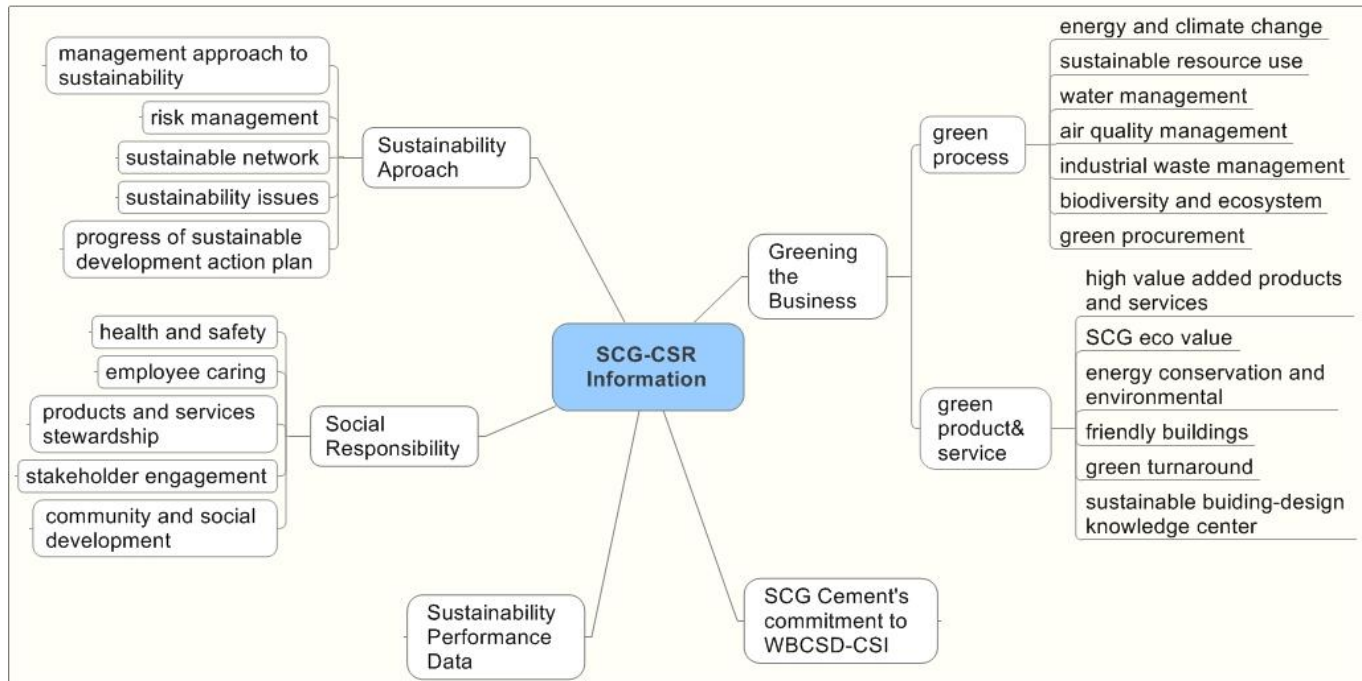 management approach to
sustainability
risk management
sustainable network
sustainability issues
progress of sustainable
development action plan
Sustainability
Aproach
health and safety
employee caring
products and services
stewardship
stakeholder engagement
community and social
development
Social
Responsibility
Sustainability
Performance
Data
SCG-CSR
Information
Greening
the
Business
green
process
energy and climate change
sustainable resource use
water management
air quality management
industrial waste management
biodiversity and ecosystem
green procurement
green
product&
service
high value added products
and services
SCG eco value
energy conservation and
environmental
friendly buildings
green turnaround
sustainable buiding-design
knowledge center
SCG Cement's
commitment to
WBCSD-CSI